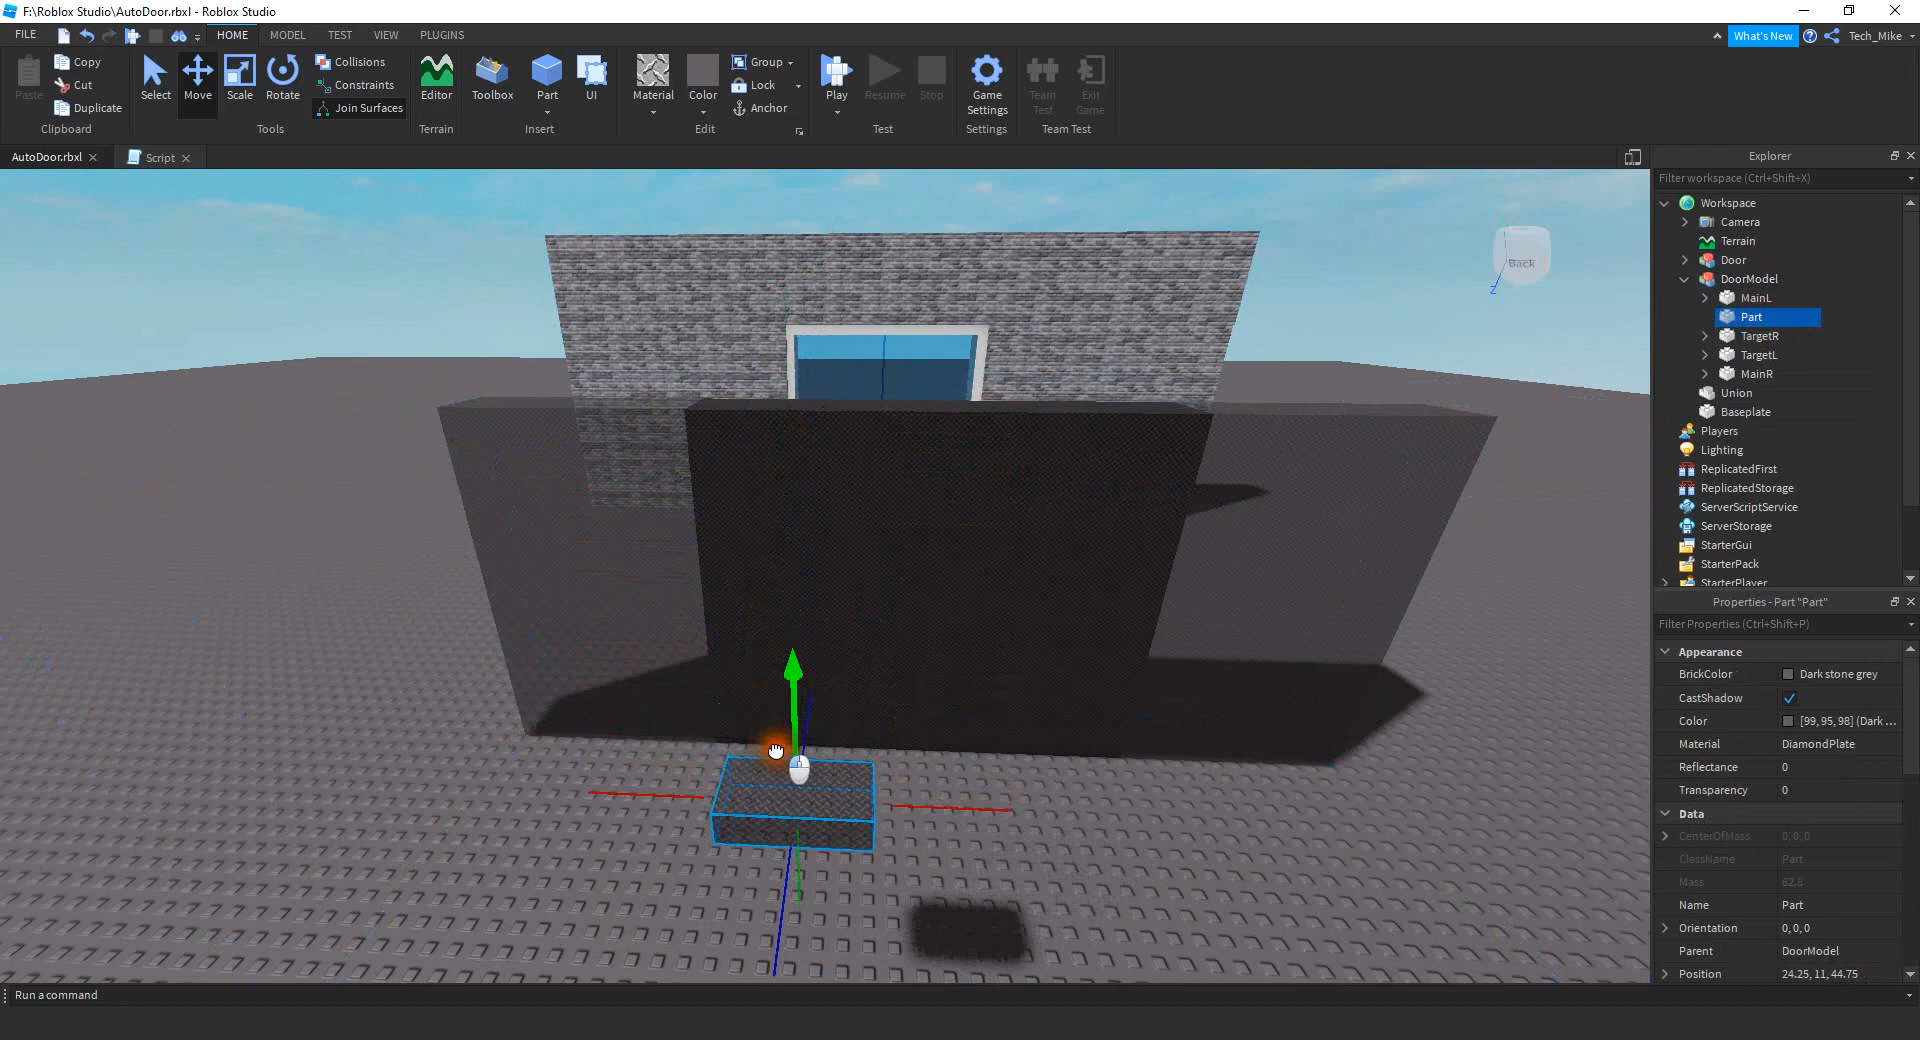 F:\Roblox Studio\AutoDoor.rbxl - Roblox Studio
FILE HOME MODEL TEST VIEW PLUGINS What's New Tech_Mike
Paste Copy Cut Duplicate Clipboard
Select Move Scale Rotate Collisions Constraints Join Surfaces Tools
Editor Terrain
Toolbox Part UI Insert
Material Color Group Lock Anchor Edit
Play Resume Stop Test
Game Settings Settings
Team Test Exit Game Team Test
AutoDoor.rbxl Script
Back
Z
Explorer
Filter workspace (Ctrl+Shift+X)
Workspace
Camera
Terrain
Door
DoorModel
MainL
Part
TargetR
TargetL
MainR
Union
Baseplate
Players
Lighting
ReplicatedFirst
ReplicatedStorage
ServerScriptService
ServerStorage
StarterGui
StarterPack
StarterPlayer
Properties - Part "Part"
Filter Properties (Ctrl+Shift+P)
Appearance
BrickColor Dark stone grey
CastShadow
Color [99, 95, 98] (Dark ...
Material DiamondPlate
Reflectance 0
Transparency 0
Data
CenterOfMass 0, 0, 0
ClassName Part
Mass 62.8
Name Part
Orientation 0, 0, 0
Parent DoorModel
Position 24.25, 11, 44.75
Run a command